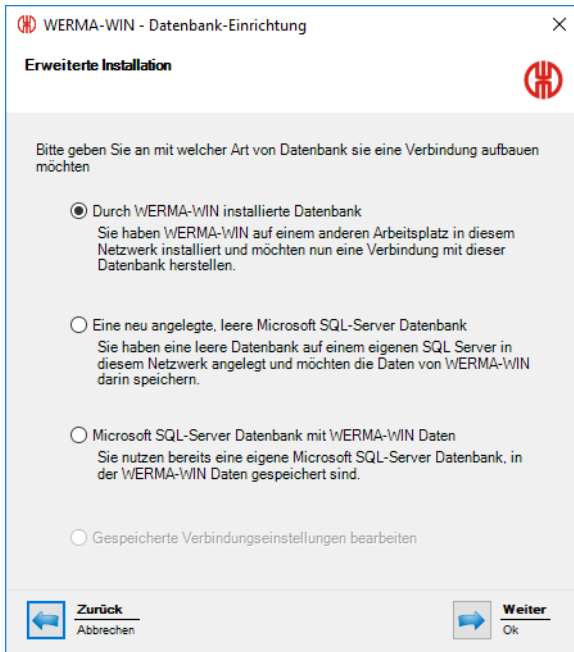 WERMA-WIN - Datenbank-Einrichtung
Erweiterte Installation
Bitte geben Sie an mit welcher Art von Datenbank sie eine Verbindung aufbauen
möchten
Durch WERMA-WIN installierte Datenbank
Sie haben WERMA-WIN auf einem anderen Arbeitsplatz in diesem
Netzwerk installiert und möchten nun eine Verbindung mit dieser
Datenbank herstellen.
Eine neu angelegte, leere Microsoft SQL-Server Datenbank
Sie haben eine leere Datenbank auf einem eigenen SQL Server in
diesem Netzwerk angelegt und möchten die Daten von WERMA-WIN
darin speichern.
Microsoft SQL-Server Datenbank mit WERMA-WIN Daten
Sie nutzen bereits eine eigene Microsoft SQL-Server Datenbank, in
der WERMA-WIN Daten gespeichert sind.
Gespeicherte Verbindungseinstellungen bearbeiten
Zurück
Abbrechen
Weiter
Ok